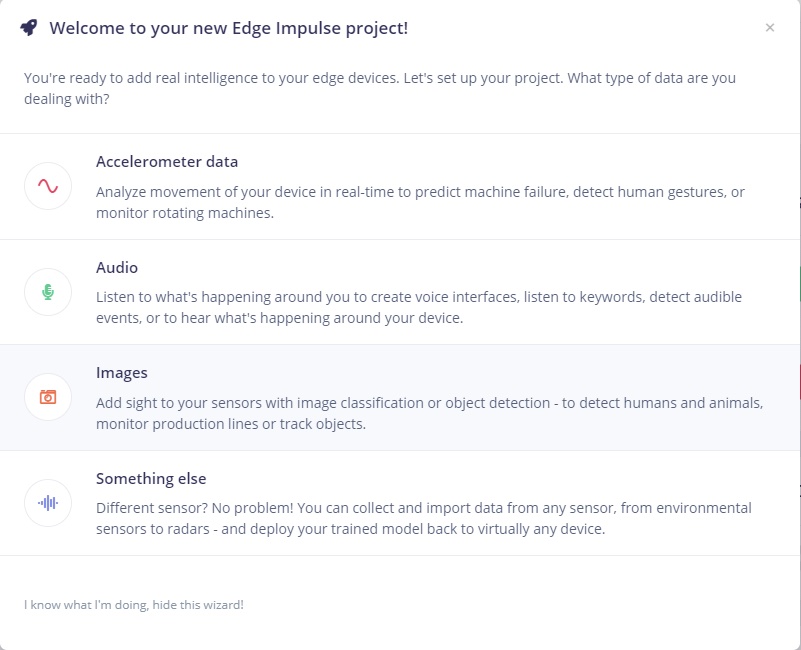 Welcome to your new Edge Impulse project!
×
You're ready to add real intelligence to your edge devices. Let's set up your project. What type of data are you
dealing with?
Accelerometer data
Analyze movement of your device in real-time to predict machine failure, detect human gestures, or
monitor rotating machines.
Audio
Listen to what's happening around you to create voice interfaces, listen to keywords, detect audible
events, or to hear what's happening around your device.
Images
Add sight to your sensors with image classification or object detection - to detect humans and animals,
monitor production lines or track objects.
Something else
Different sensor? No problem! You can collect and import data from any sensor, from environmental
sensors to radars - and deploy your trained model back to virtually any device.
I know what I'm doing, hide this wizard!